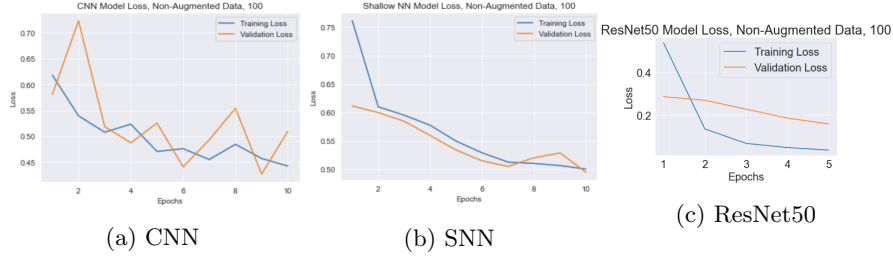 CNN Model Loss, Non-Augmented Data, 100
Training Loss
Validation Loss
0.70
0.65
0.60
0.55
0.50
0.45
Loss
2
4
6
8
10
Epochs
(a) CNN
Shallow NN Model Loss, Non-Augmented Data, 100
Training Loss
Validation Loss
0.75
0.70
0.65
0.60
0.55
0.50
Loss
2
4
6
8
10
Epochs
(b) SNN
ResNet50 Model Loss, Non-Augmented Data, 100
Training Loss
Validation Loss
0.4
0.2
Loss
1
2
3
4
5
Epochs
(c) ResNet50